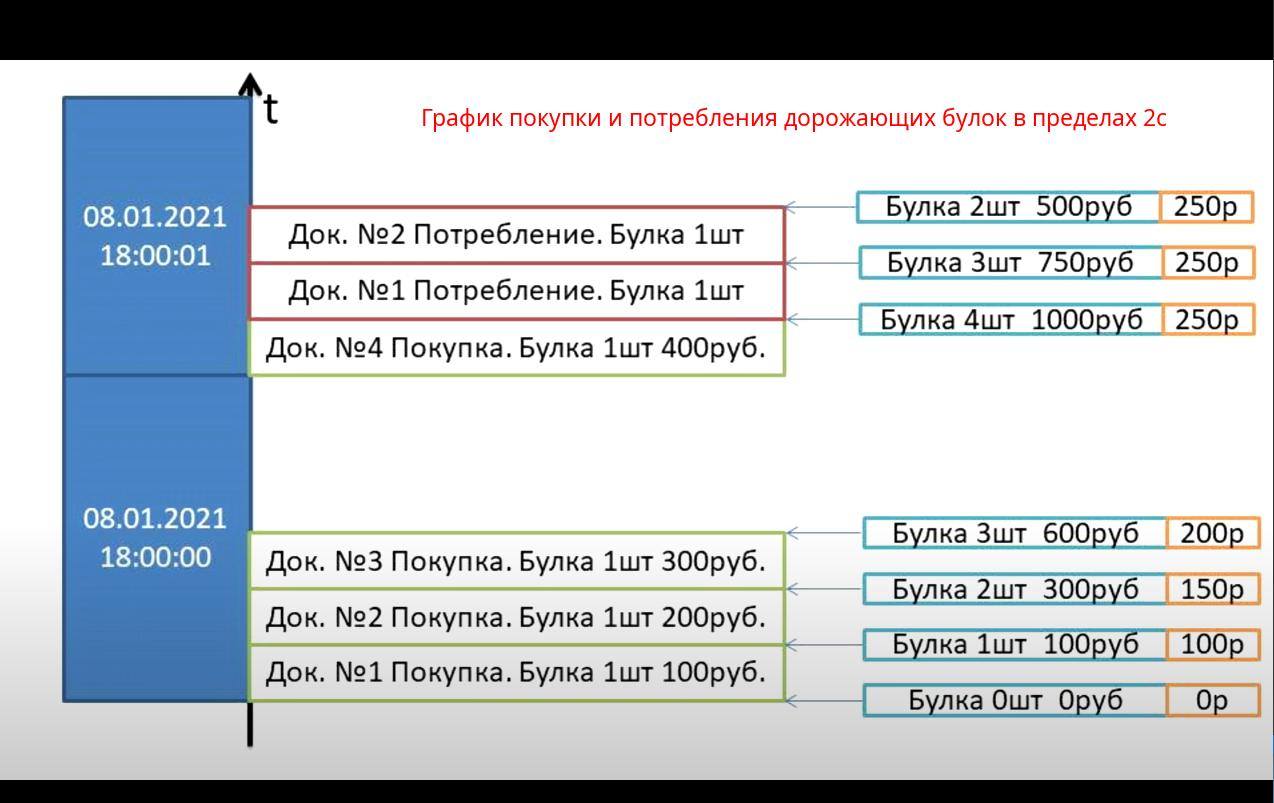 t
График покупки и потребления дорожающих булок в пределах 2с
08.01.2021
18:00:01
Булка 2шт 500руб 250р
Док. №2 Потребление. Булка 1шт
Булка 3шт 750руб 250р
Док. №1 Потребление. Булка 1шт
Булка 4шт 1000руб 250р
Док. №4 Покупка. Булка 1шт 400руб.
08.01.2021
18:00:00
Булка 3шт 600руб 200р
Док. №3 Покупка. Булка 1шт 300руб.
Булка 2шт 300руб 150р
Док. №2 Покупка. Булка 1шт 200руб.
Булка 1шт 100руб 100р
Док. №1 Покупка. Булка 1шт 100руб.
Булка 0шт 0руб 0р